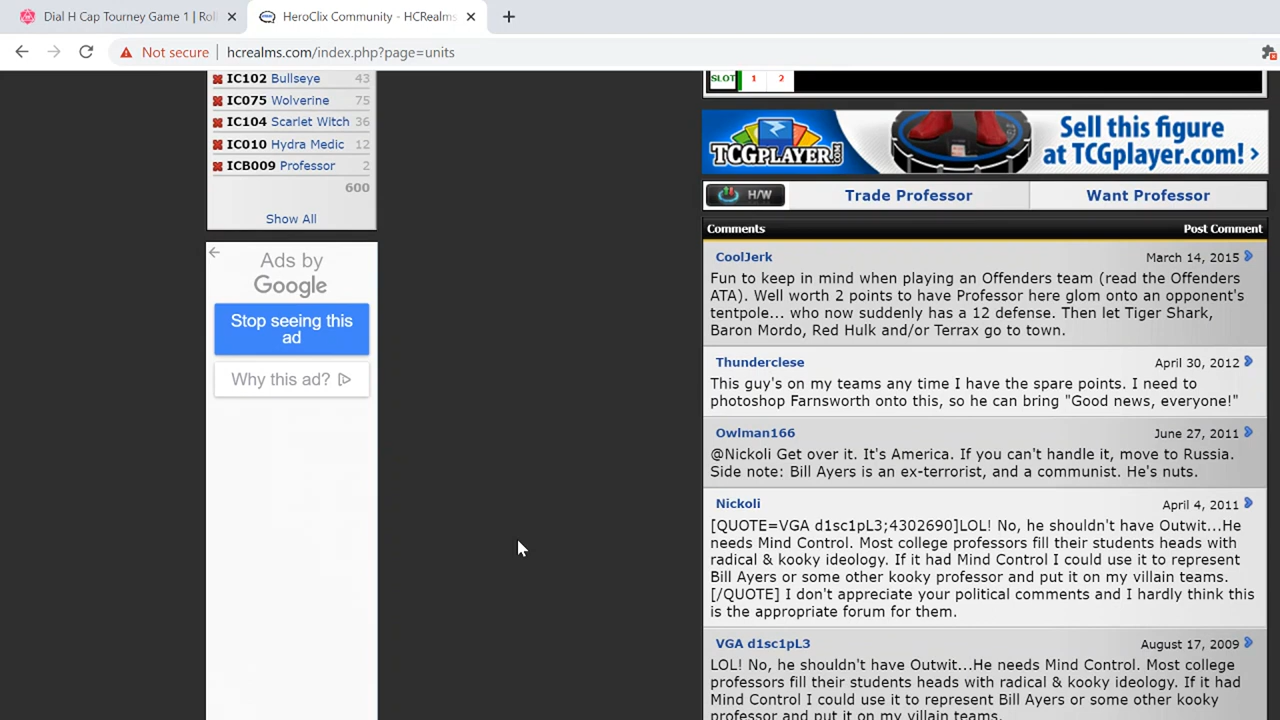 Dial H Cap Tourney Game 1 | Roll
HeroClix Community - HCRealms
Not secure
hcrealms.com/index.php?page=units
IC102 Bullseye 43
IC075 Wolverine 75
IC104 Scarlet Witch 36
IC010 Hydra Medic 12
ICB009 Professor 2
600
Show All
Ads by
Google
Stop seeing this
ad
Why this ad?
SLOT 1 2
TCGPLAYER.COM
Sell this figure
at TCGplayer.com! >
H/W Trade Professor Want Professor
Comments Post Comment
CoolJerk March 14, 2015
Fun to keep in mind when playing an Offenders team (read the Offenders
ATA). Well worth 2 points to have Professor here glom onto an opponent's
tentpole... who now suddenly has a 12 defense. Then let Tiger Shark,
Baron Mordo, Red Hulk and/or Terrax go to town.
Thunderclese April 30, 2012
This guy's on my teams any time I have the spare points. I need to
photoshop Farnsworth onto this, so he can bring "Good news, everyone!"
Owlman166 June 27, 2011
@Nickoli Get over it. It's America. If you can't handle it, move to Russia.
Side note: Bill Ayers is an ex-terrorist, and a communist. He's nuts.
Nickoli April 4, 2011
[QUOTE=VGA d1sc1pL3;4302690]LOL! No, he shouldn't have Outwit...He
needs Mind Control. Most college professors fill their students heads with
radical & kooky ideology. If it had Mind Control I could use it to represent
Bill Ayers or some other kooky professor and put it on my villain teams.
[/QUOTE] I don't appreciate your political comments and I hardly think this
is the appropriate forum for them.
VGA d1sc1pL3 August 17, 2009
LOL! No, he shouldn't have Outwit...He needs Mind Control. Most college
professors fill their students heads with radical & kooky ideology. If it had
Mind Control I could use it to represent Bill Ayers or some other kooky
professor and put it on my villain teams.